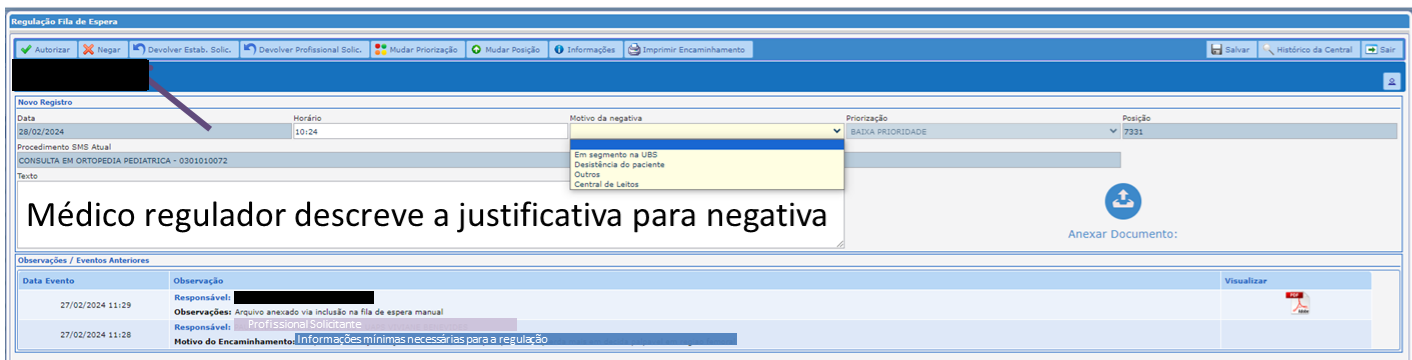 Regulação Fila de Espera
Autorizar Negar Devolver Estab. Solic. Devolver Profissional Solic. Mudar Priorização Mudar Posição Informações Imprimir Encaminhamento Salvar Histórico da Central Sair
Novo Registro
Data Horário Motivo da negativa Priorização Posição
28/02/2024 10:24 BAIXA PRIORIDADE 7331
Procedimento SMS Atual
CONSULTA EM ORTOPEDIA PEDIATRICA - 0301010072
Em segmento na UBS
Desistência do paciente
Outros
Central de Leitos
Texto
Médico regulador descreve a justificativa para negativa
Anexar Documento:
Observações / Eventos Anteriores
Data Evento Observação Visualizar
27/02/2024 11:29
Responsável:
Observações: Arquivo anexado via inclusão na fila de espera manual
PDF
27/02/2024 11:28
Responsável: Profissional Solicitante
Motivo do Encaminhamento: Informações mínimas necessárias para a regulação